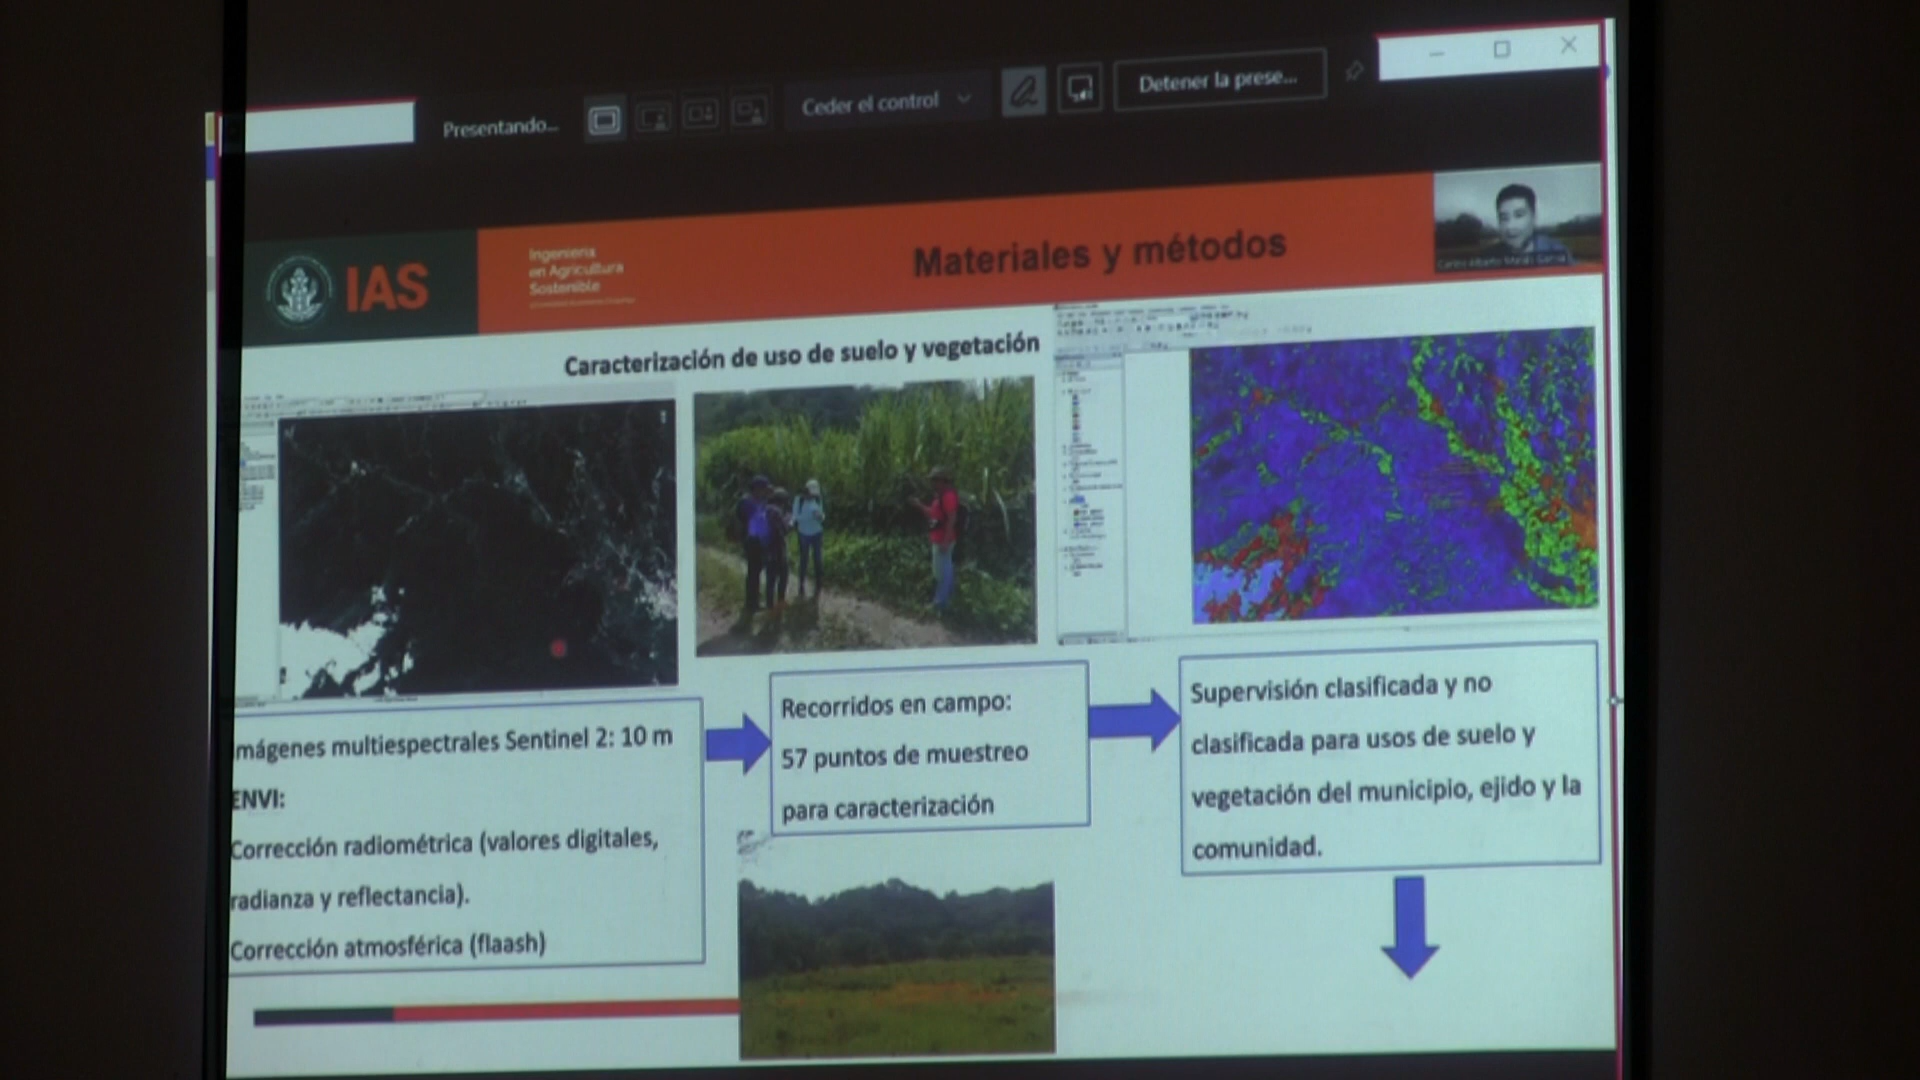 Presentando...
Ceder el control
Detener la prese...
IAS
Ingeniería
en Agricultura
Sostenible
Materiales y métodos
Caracterización de uso de suelo y vegetación
mágenes multiespectrales Sentinel 2: 10 m
ENVI:
Corrección radiométrica (valores digitales,
radianza y reflectancia).
Corrección atmosférica (flaash)
Recorridos en campo:
57 puntos de muestreo
para caracterización
Supervisión clasificada y no
clasificada para usos de suelo y
vegetación del municipio, ejido y la
comunidad.